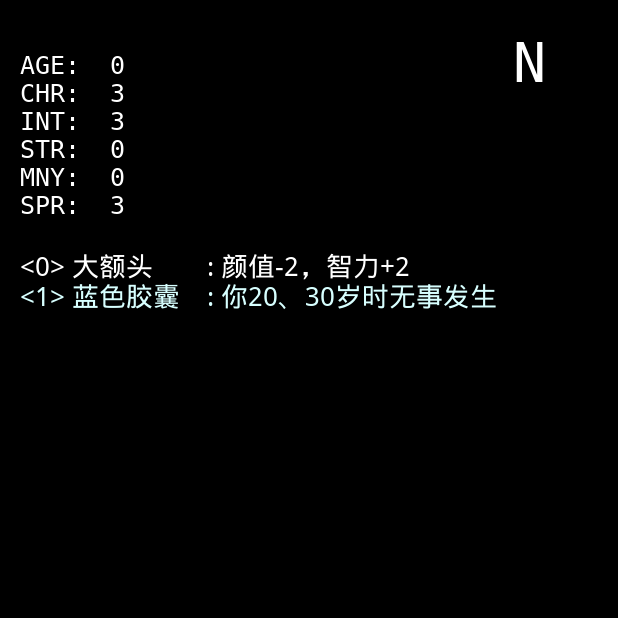 N
AGE: 0
CHR: 3
INT: 3
STR: 0
MNY: 0
SPR: 3
<0> 大额头 : 颜值-2，智力+2
<1> 蓝色胶囊 : 你20、30岁时无事发生